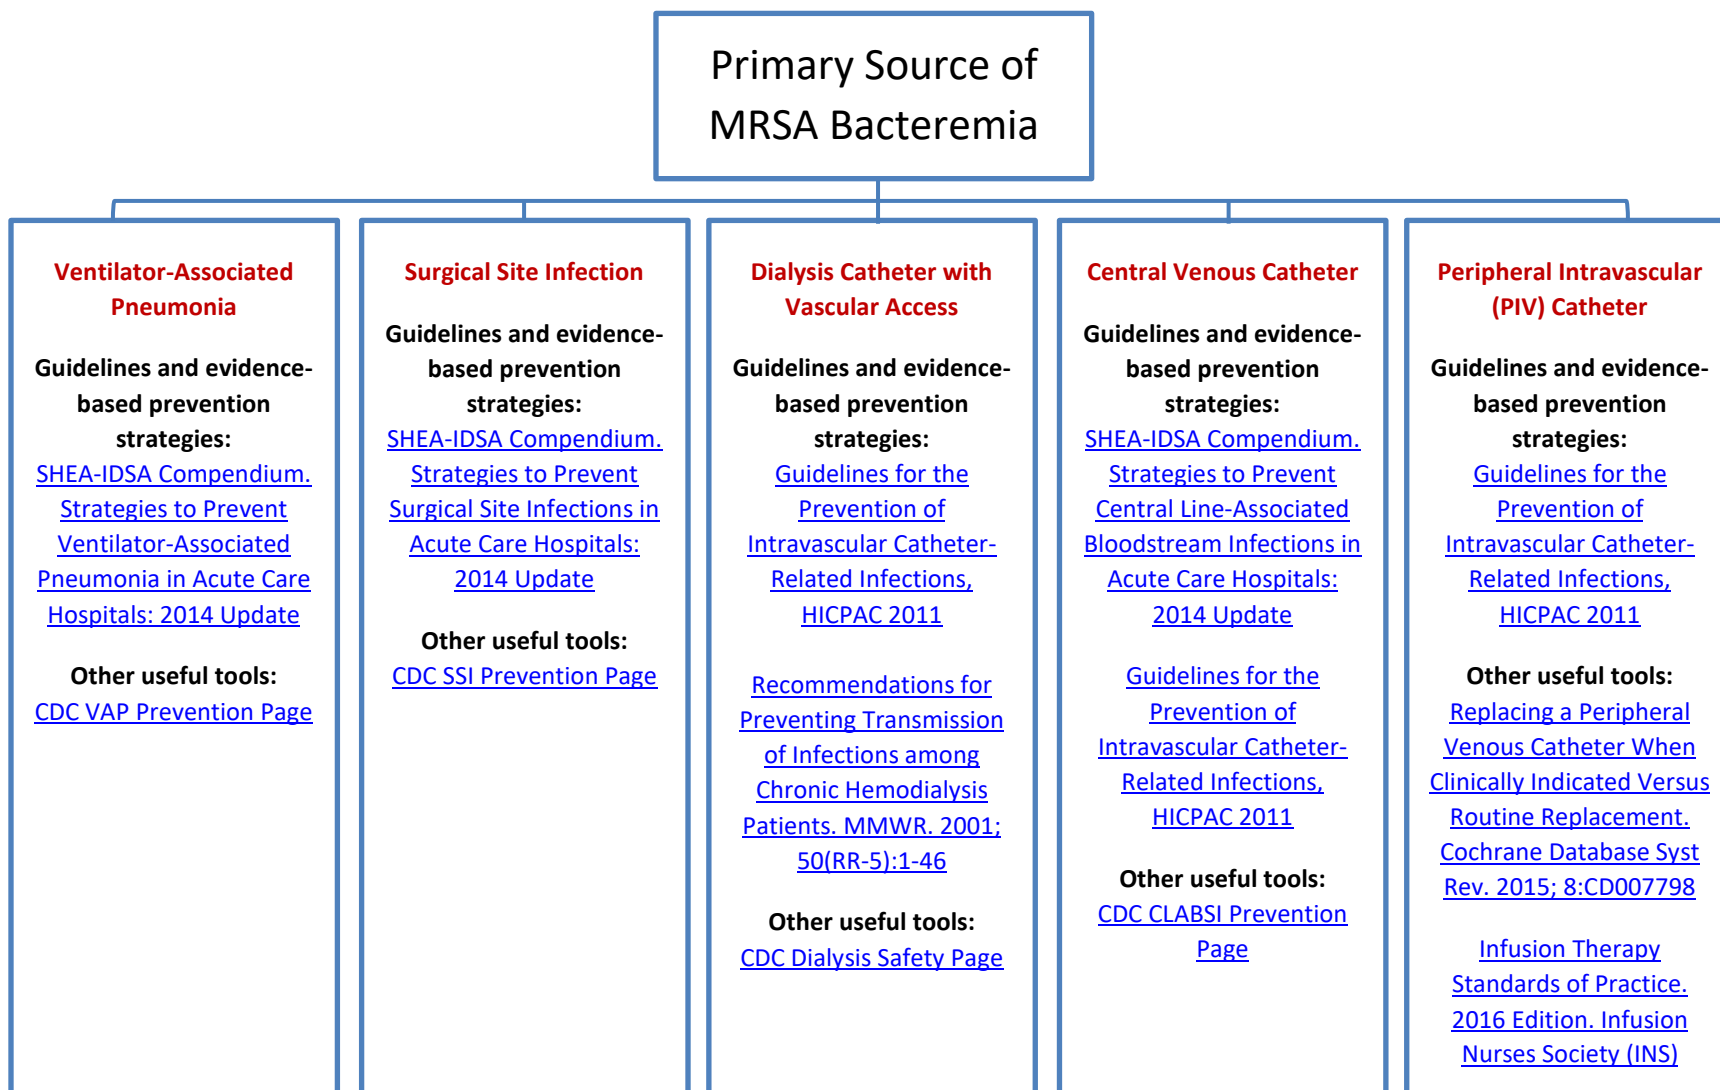 Primary Source of
MRSA Bacteremia
Ventilator-Associated
Pneumonia
Guidelines and evidence-
based prevention
strategies:
SHEA-IDSA Compendium.
Strategies to Prevent
Ventilator-Associated
Pneumonia in Acute Care
Hospitals: 2014 Update
Other useful tools:
CDC VAP Prevention Page
Surgical Site Infection
Guidelines and evidence-
based prevention
strategies:
SHEA-IDSA Compendium.
Strategies to Prevent
Surgical Site Infections in
Acute Care Hospitals:
2014 Update
Other useful tools:
CDC SSI Prevention Page
Dialysis Catheter with
Vascular Access
Guidelines and evidence-
based prevention
strategies:
Guidelines for the
Prevention of
Intravascular Catheter-
Related Infections,
HICPAC 2011
Recommendations for
Preventing Transmission
of Infections among
Chronic Hemodialysis
Patients. MMWR. 2001;
50(RR-5):1-46
Other useful tools:
CDC Dialysis Safety Page
Central Venous Catheter
Guidelines and evidence-
based prevention
strategies:
SHEA-IDSA Compendium.
Strategies to Prevent
Central Line-Associated
Bloodstream Infections in
Acute Care Hospitals:
2014 Update
Guidelines for the
Prevention of
Intravascular Catheter-
Related Infections,
HICPAC 2011
Other useful tools:
CDC CLABSI Prevention
Page
Peripheral Intravascular
(PIV) Catheter
Guidelines and evidence-
based prevention
strategies:
Guidelines for the
Prevention of
Intravascular Catheter-
Related Infections,
HICPAC 2011
Other useful tools:
Replacing a Peripheral
Venous Catheter When
Clinically Indicated Versus
Routine Replacement.
Cochrane Database Syst
Rev. 2015; 8:CD007798
Infusion Therapy
Standards of Practice.
2016 Edition. Infusion
Nurses Society (INS)